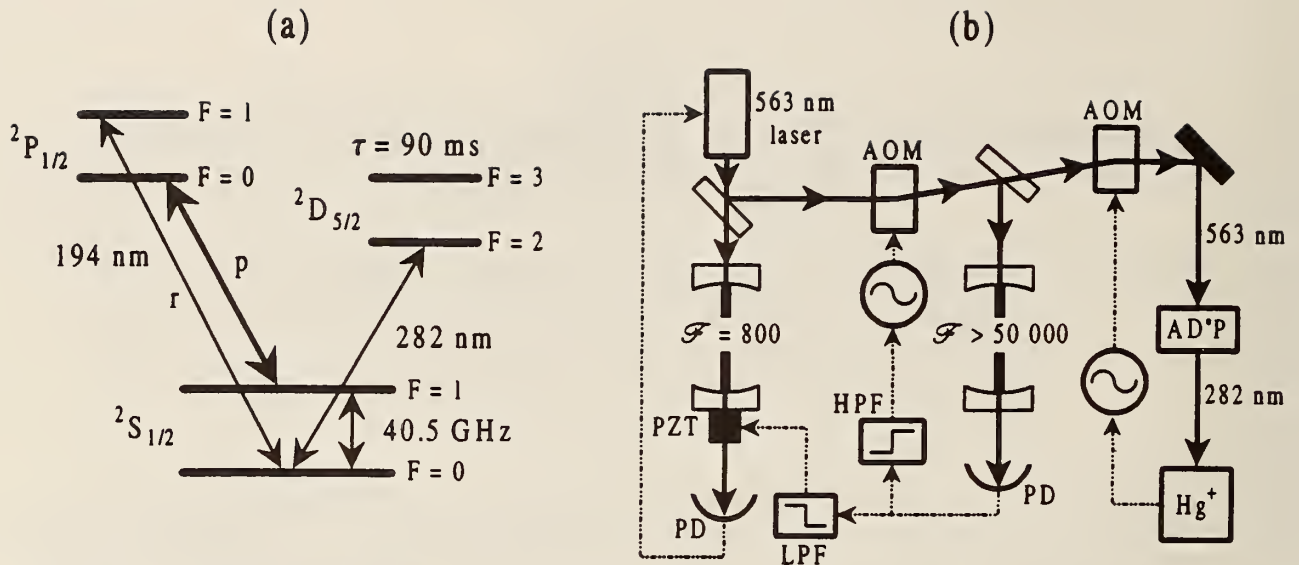 (a)
F = 1
²P₁/₂
F = 0
τ = 90 ms
F = 3
²D₅/₂
F = 2
194 nm
r
p
282 nm
F = 1
²S₁/₂
40.5 GHz
F = 0
(b)
563 nm
laser
AOM
AOM
563 nm
ℱ = 800
ℱ > 50 000
AD*P
282 nm
PZT
HPF
PD
PD
LPF
Hg⁺